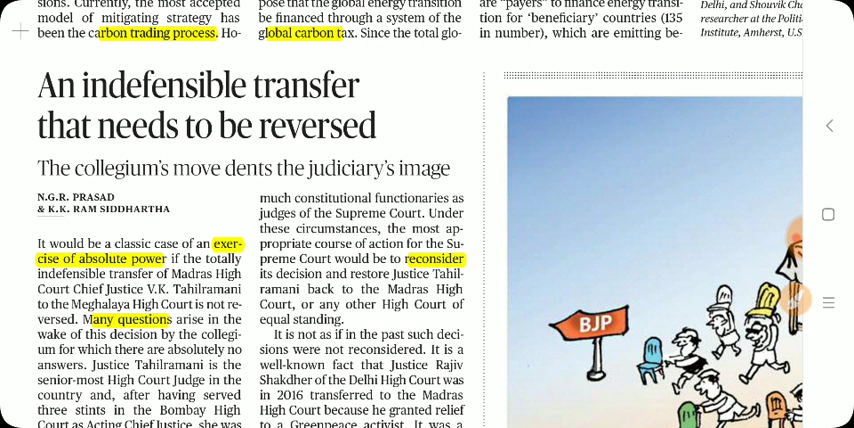 sions. Currently, the most accepted
model of mitigating strategy has
been the carbon trading process. Ho-
pose that the global energy transition
be financed through a system of the
global carbon tax. Since the total glo-
are “payers” to finance energy transi-
tion for ‘beneficiary’ countries (135
in number), which are emitting be-
Delhi, and Shouvik Cha
researcher at the Politi
Institute, Amherst, U.S
An indefensible transfer
that needs to be reversed
The collegium’s move dents the judiciary’s image
N.G.R. PRASAD
& K.K. RAM SIDDHARTHA
It would be a classic case of an exer-
cise of absolute power if the totally
indefensible transfer of Madras High
Court Chief Justice V.K. Tahilramani
to the Meghalaya High Court is not re-
versed. Many questions arise in the
wake of this decision by the collegi-
um for which there are absolutely no
answers. Justice Tahilramani is the
senior-most High Court Judge in the
country and, after having served
three stints in the Bombay High
Court as Acting Chief Justice, she was
much constitutional functionaries as
judges of the Supreme Court. Under
these circumstances, the most ap-
propriate course of action for the Su-
preme Court would be to reconsider
its decision and restore Justice Tahil-
ramani back to the Madras High
Court, or any other High Court of
equal standing.
It is not as if in the past such deci-
sions were not reconsidered. It is a
well-known fact that Justice Rajiv
Shakdher of the Delhi High Court was
in 2016 transferred to the Madras
High Court because he granted relief
to a Greenpeace activist. It was a
BJP